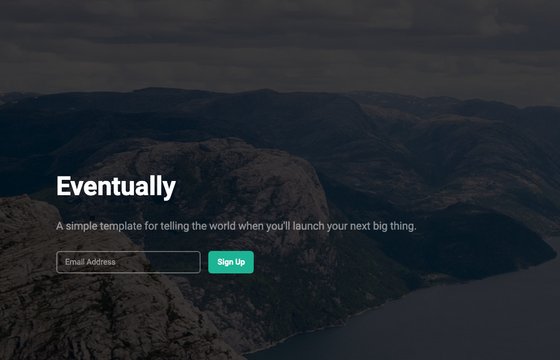 Eventually
A simple template for telling the world when you'll launch your next big thing.
Email Address
Sign Up